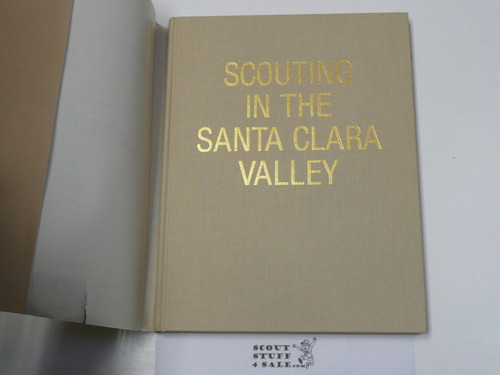 SCOUTING
IN THE
SANTA CLARA
VALLEY
SCOUT
STUFF
4 SALE.com